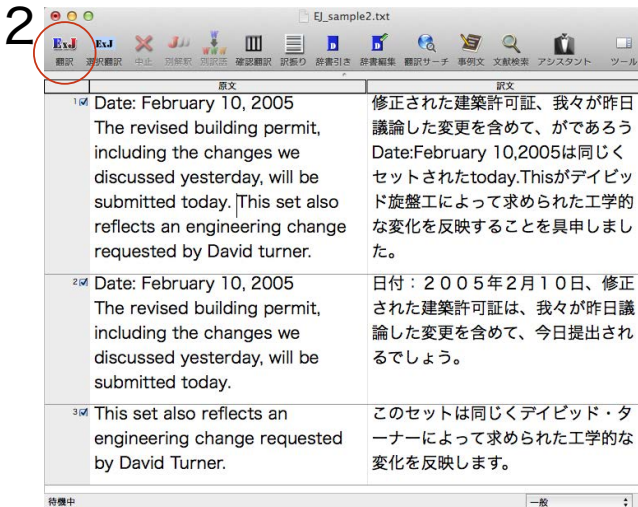 2
EJ_sample2.txt
ExJ ExJ
翻訳 選択翻訳 中止 別解釈 別訳語 確認翻訳 訳振り 辞書引き 辞書編集 翻訳サーチ 事例文 文献検索 アシスタント ツール
原文 訳文
1 Date: February 10, 2005
The revised building permit,
including the changes we
discussed yesterday, will be
submitted today. This set also
reflects an engineering change
requested by David turner.
修正された建築許可証、我々が昨日
議論した変更を含めて、がであろう
Date:February 10,2005は同じく
セットされたtoday.Thisがデイビッ
ド旋盤工によって求められた工学的
な変化を反映することを具申しまし
た。
2 Date: February 10, 2005
The revised building permit,
including the changes we
discussed yesterday, will be
submitted today.
日付：２００５年２月１０日、修正
された建築許可証は、我々が昨日議
論した変更を含めて、今日提出され
るでしょう。
3 This set also reflects an
engineering change requested
by David Turner.
このセットは同じくデイビッド・タ
ーナーによって求められた工学的な
変化を反映します。
待機中 一般